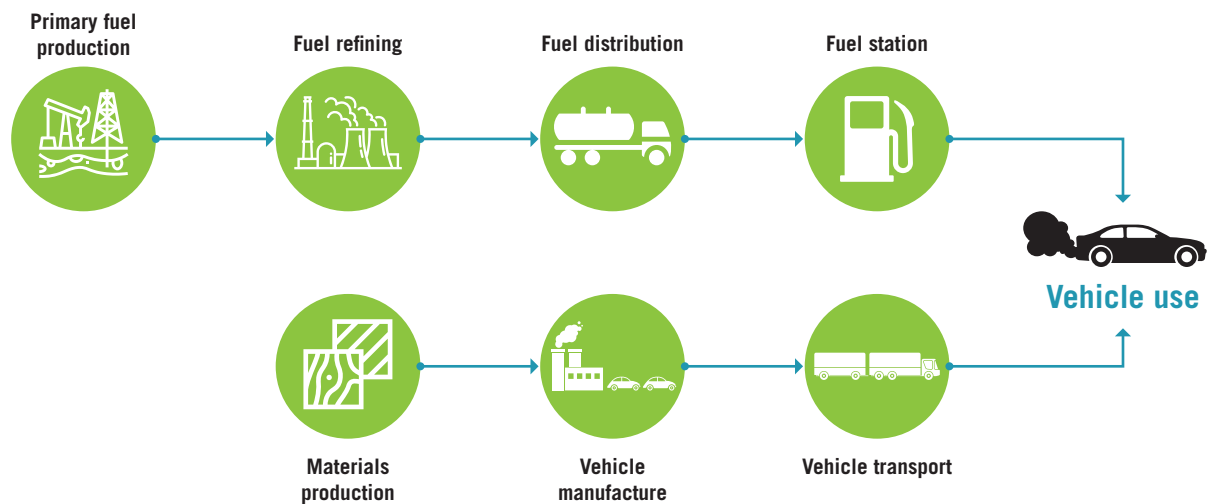 Primary fuel
production
Fuel refining
Fuel distribution
Fuel station
Vehicle use
Materials
production
Vehicle
manufacture
Vehicle transport